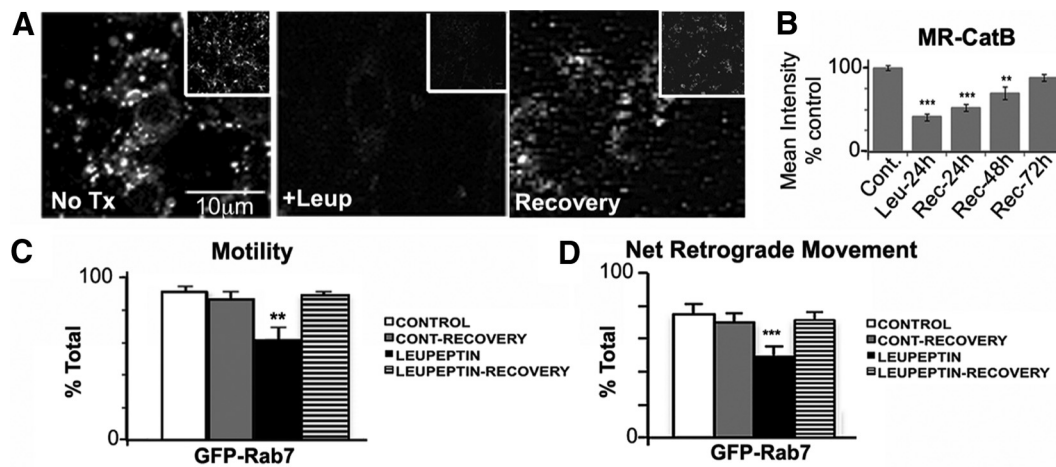 A
No Tx
10μm
+Leup
Recovery
B
MR-CatB
Mean Intensity
% control
100
0
Cont.
Leu-24h
Rec-24h
Rec-48h
Rec-72h
***
***
**
C
Motility
% Total
100
0
**
GFP-Rab7
CONTROL
CONT-RECOVERY
LEUPEPTIN
LEUPEPTIN-RECOVERY
D
Net Retrograde Movement
% Total
100
0
***
GFP-Rab7
CONTROL
CONT-RECOVERY
LEUPEPTIN
LEUPEPTIN-RECOVERY